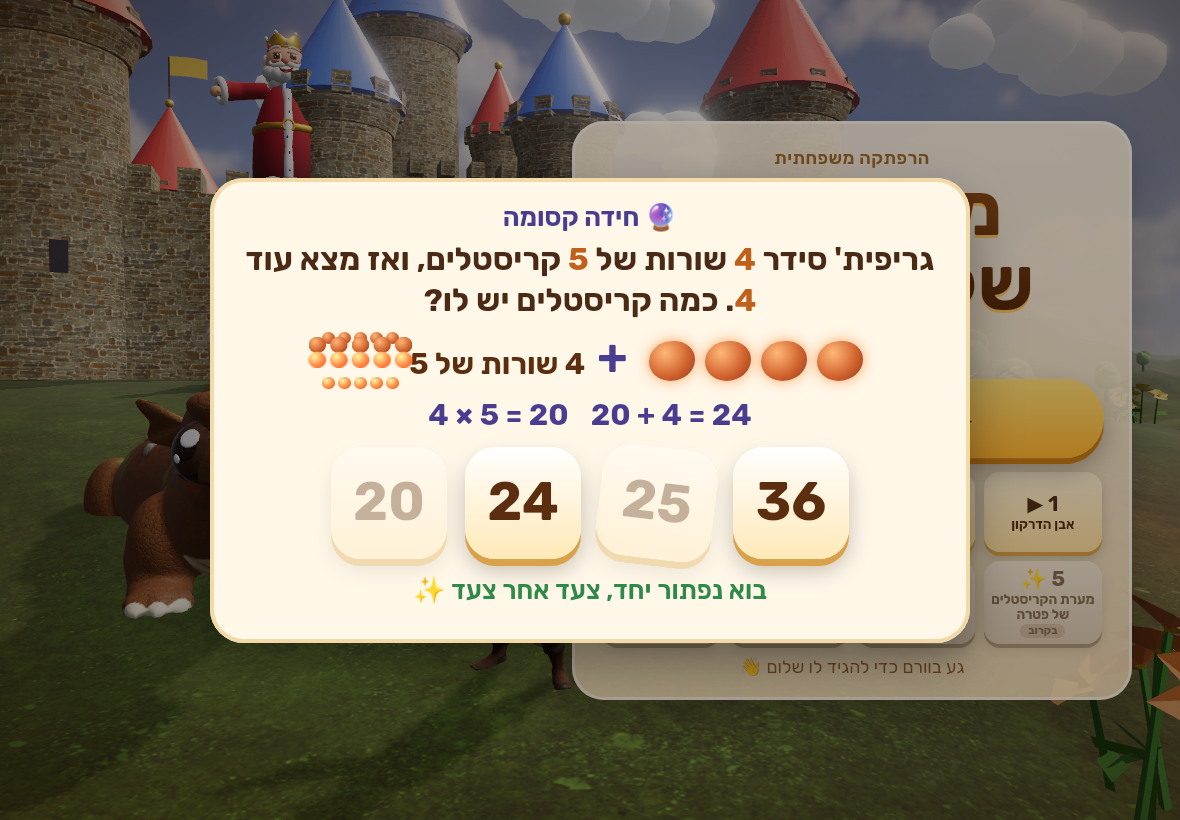 הרפתקה משפחתית
🔮 חידה קסומה
גריפית' סידר 4 שורות של 5 קריסטלים, ואז מצא עוד
4. כמה קריסטלים יש לו?
+ 4 שורות של 5
4 × 5 = 20   20 + 4 = 24
20 24 25 36
בוא נפתור יחד, צעד אחר צעד ✨
▶ 1
אבן הדרקון
5 ✨
מערת הקריסטלים
של פטרה
בקרוב
גע בוורם כדי להגיד לו שלום 👋